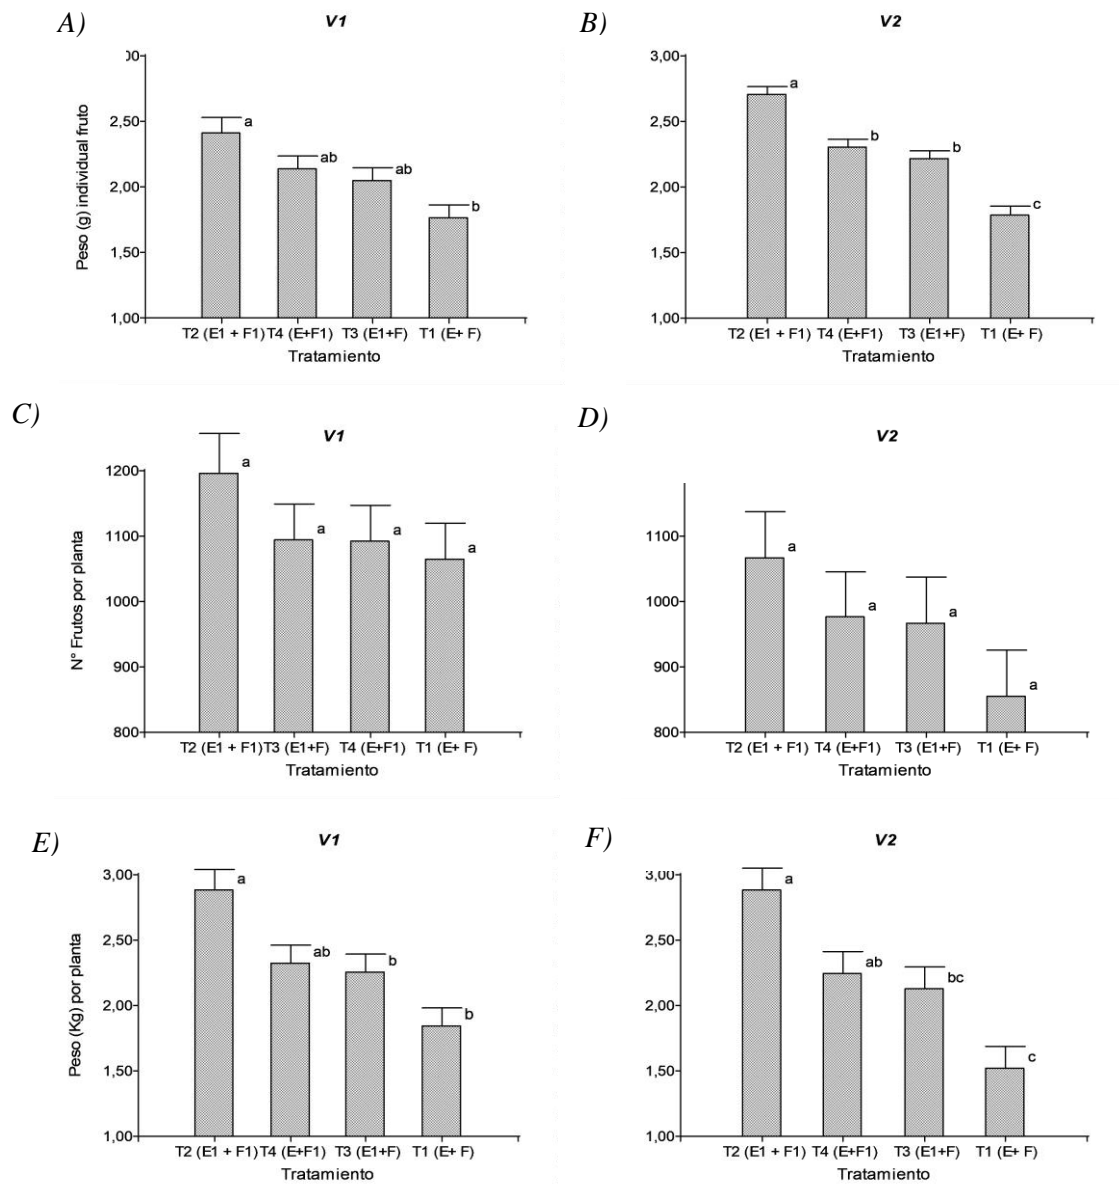 A)
V1
00
2,50
2,00
1,50
1,00
Peso (g) individual fruto
a
ab
ab
b
T2 (E1 + F1) T4 (E+F1) T3 (E1+F) T1 (E+ F)
Tratamiento
B)
V2
3,00
2,50
2,00
1,50
1,00
a
b
b
c
T2 (E1 + F1) T4 (E+F1) T3 (E1+F) T1 (E+ F)
Tratamiento
C)
V1
1200
1100
1000
900
800
N° Frutos por planta
a
a
a
a
T2 (E1 + F1) T3 (E1+F) T4 (E+F1) T1 (E+ F)
Tratamiento
D)
V2
1100
1000
900
800
a
a
a
a
T2 (E1 + F1) T4 (E+F1) T3 (E1+F) T1 (E+ F)
Tratamiento
E)
V1
3,00
2,50
2,00
1,50
1,00
Peso (Kg) por planta
a
ab
b
b
T2 (E1 + F1) T4 (E+F1) T3 (E1+F) T1 (E+ F)
Tratamiento
F)
V2
3,00
2,50
2,00
1,50
1,00
a
ab
bc
c
T2 (E1 + F1) T4 (E+F1) T3 (E1+F) T1 (E+ F)
Tratamiento